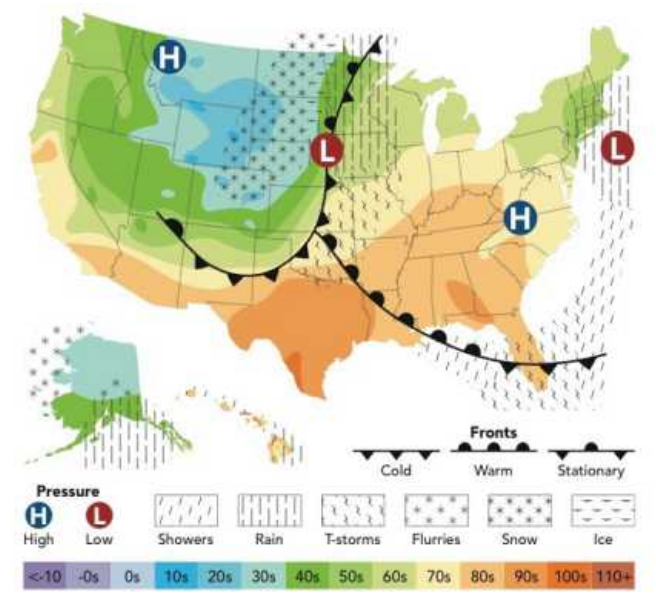 H
L
H
L
Fronts
Cold Warm Stationary
Pressure
H L
High Low Showers Rain T-storms Flurries Snow Ice
<-10 -0s 0s 10s 20s 30s 40s 50s 60s 70s 80s 90s 100s 110+